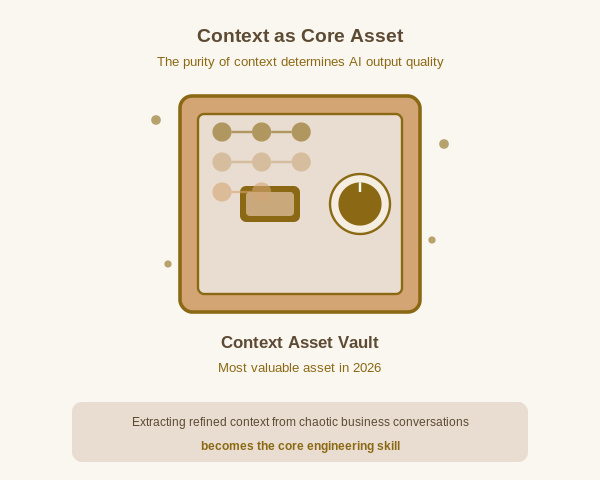 Context as Core Asset
The purity of context determines AI output quality
Context Asset Vault
Most valuable asset in 2026
Extracting refined context from chaotic business conversations
becomes the core engineering skill